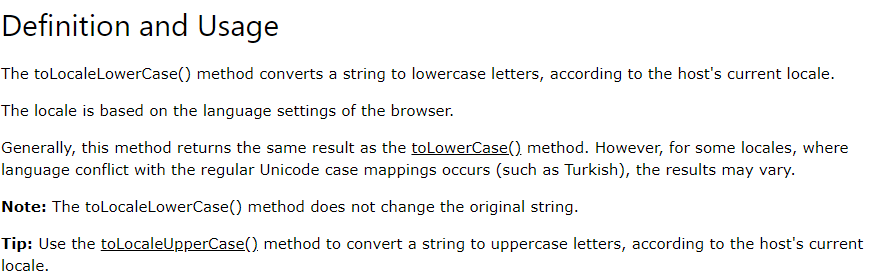 Definition and Usage
The toLocaleLowerCase() method converts a string to lowercase letters, according to the host's current locale.
The locale is based on the language settings of the browser.
Generally, this method returns the same result as the toLowerCase() method. However, for some locales, where
language conflict with the regular Unicode case mappings occurs (such as Turkish), the results may vary.
Note: The toLocaleLowerCase() method does not change the original string.
Tip: Use the toLocaleUpperCase() method to convert a string to uppercase letters, according to the host's current
locale.